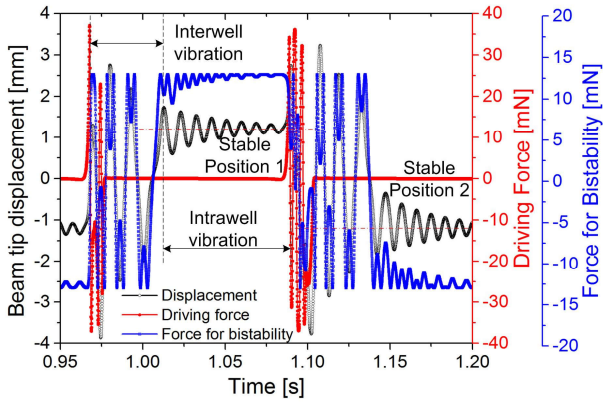 4
3
2
1
0
-1
-2
-3
-4
Beam tip displacement [mm]
0.95
1.00
1.05
1.10
1.15
1.20
Time [s]
Interwell
vibration
Stable
Position 1
Intrawell
vibration
Stable
Position 2
Displacement
Driving force
Force for bistability
40
30
20
10
0
-10
-20
-30
-40
Driving Force [mN]
20
15
10
5
0
-5
-10
-15
-20
Force for Bistability [mN]